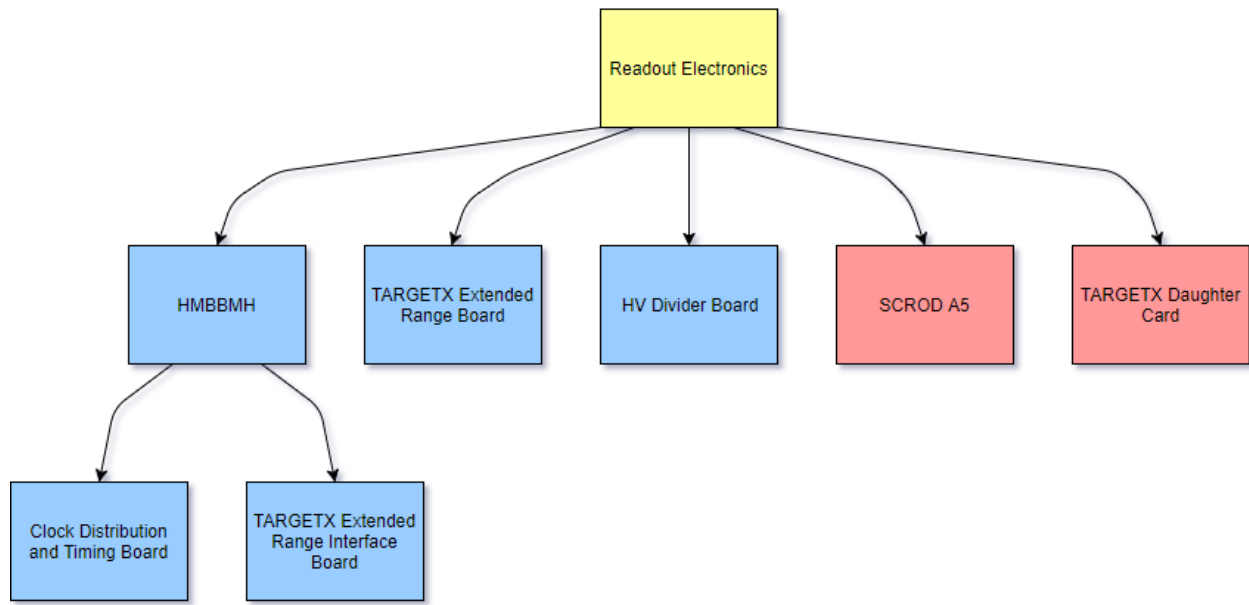 Readout Electronics
HMBBMH
TARGETX Extended
Range Board
HV Divider Board
SCROD A5
TARGETX Daughter
Card
Clock Distribution
and Timing Board
TARGETX Extended
Range Interface
Board